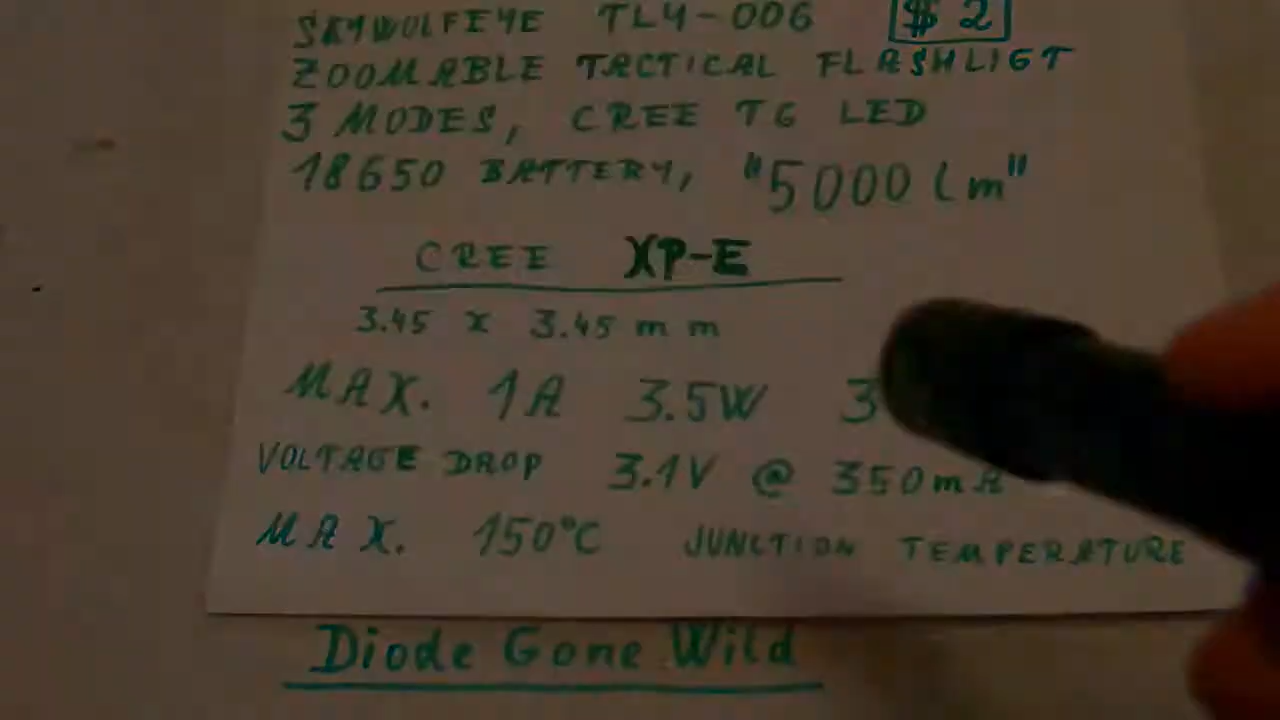 SKYWOLFEYE TLY-006 $2
ZOOMABLE TACTICAL FLASHLIGT
3 MODES, CREE T6 LED
18650 BATTERY, "5000 lm"
CREE XP-E
3.45 x 3.45 mm
MAX. 1A 3.5W 3
VOLTAGE DROP 3.1V @ 350mA
MAX. 150°C JUNCTION TEMPERATURE
Diode Gone Wild